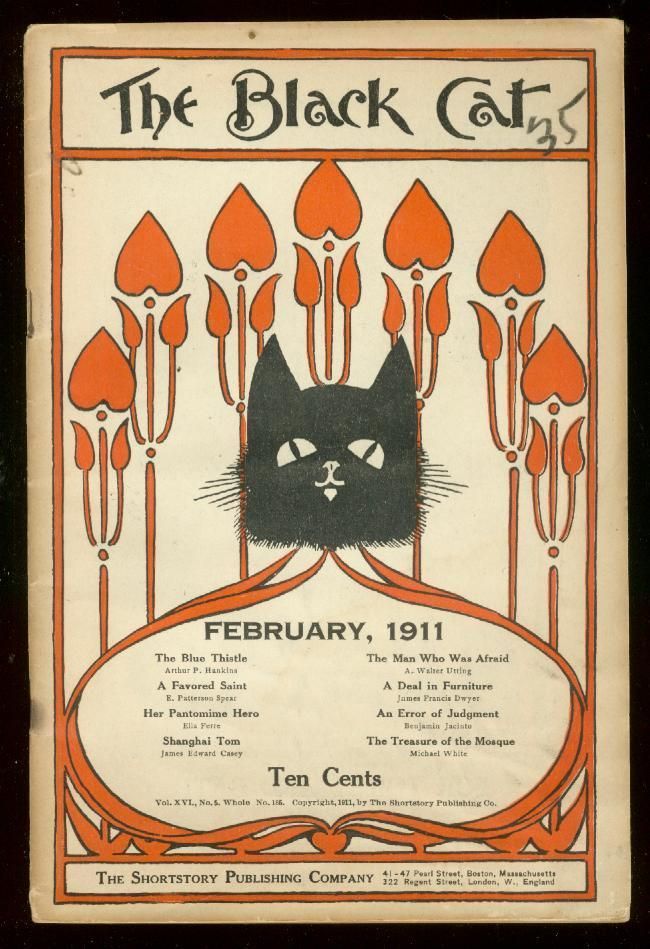 The Black Cat
35
FEBRUARY, 1911
The Blue Thistle
Arthur P. Hankins
A Favored Saint
E. Patterson Spear
Her Pantomime Hero
Ella Ferre
Shanghai Tom
James Edward Casey
The Man Who Was Afraid
A. Walter Utting
A Deal in Furniture
James Francis Dwyer
An Error of Judgment
Benjamin Jacinto
The Treasure of the Mosque
Michael White
Ten Cents
Vol. XVI., No. 5. Whole No. 185. Copyright, 1911, by The Shortstory Publishing Co.
THE SHORTSTORY PUBLISHING COMPANY
41-47 Pearl Street, Boston, Massachusetts
322 Regent Street, London, W., England